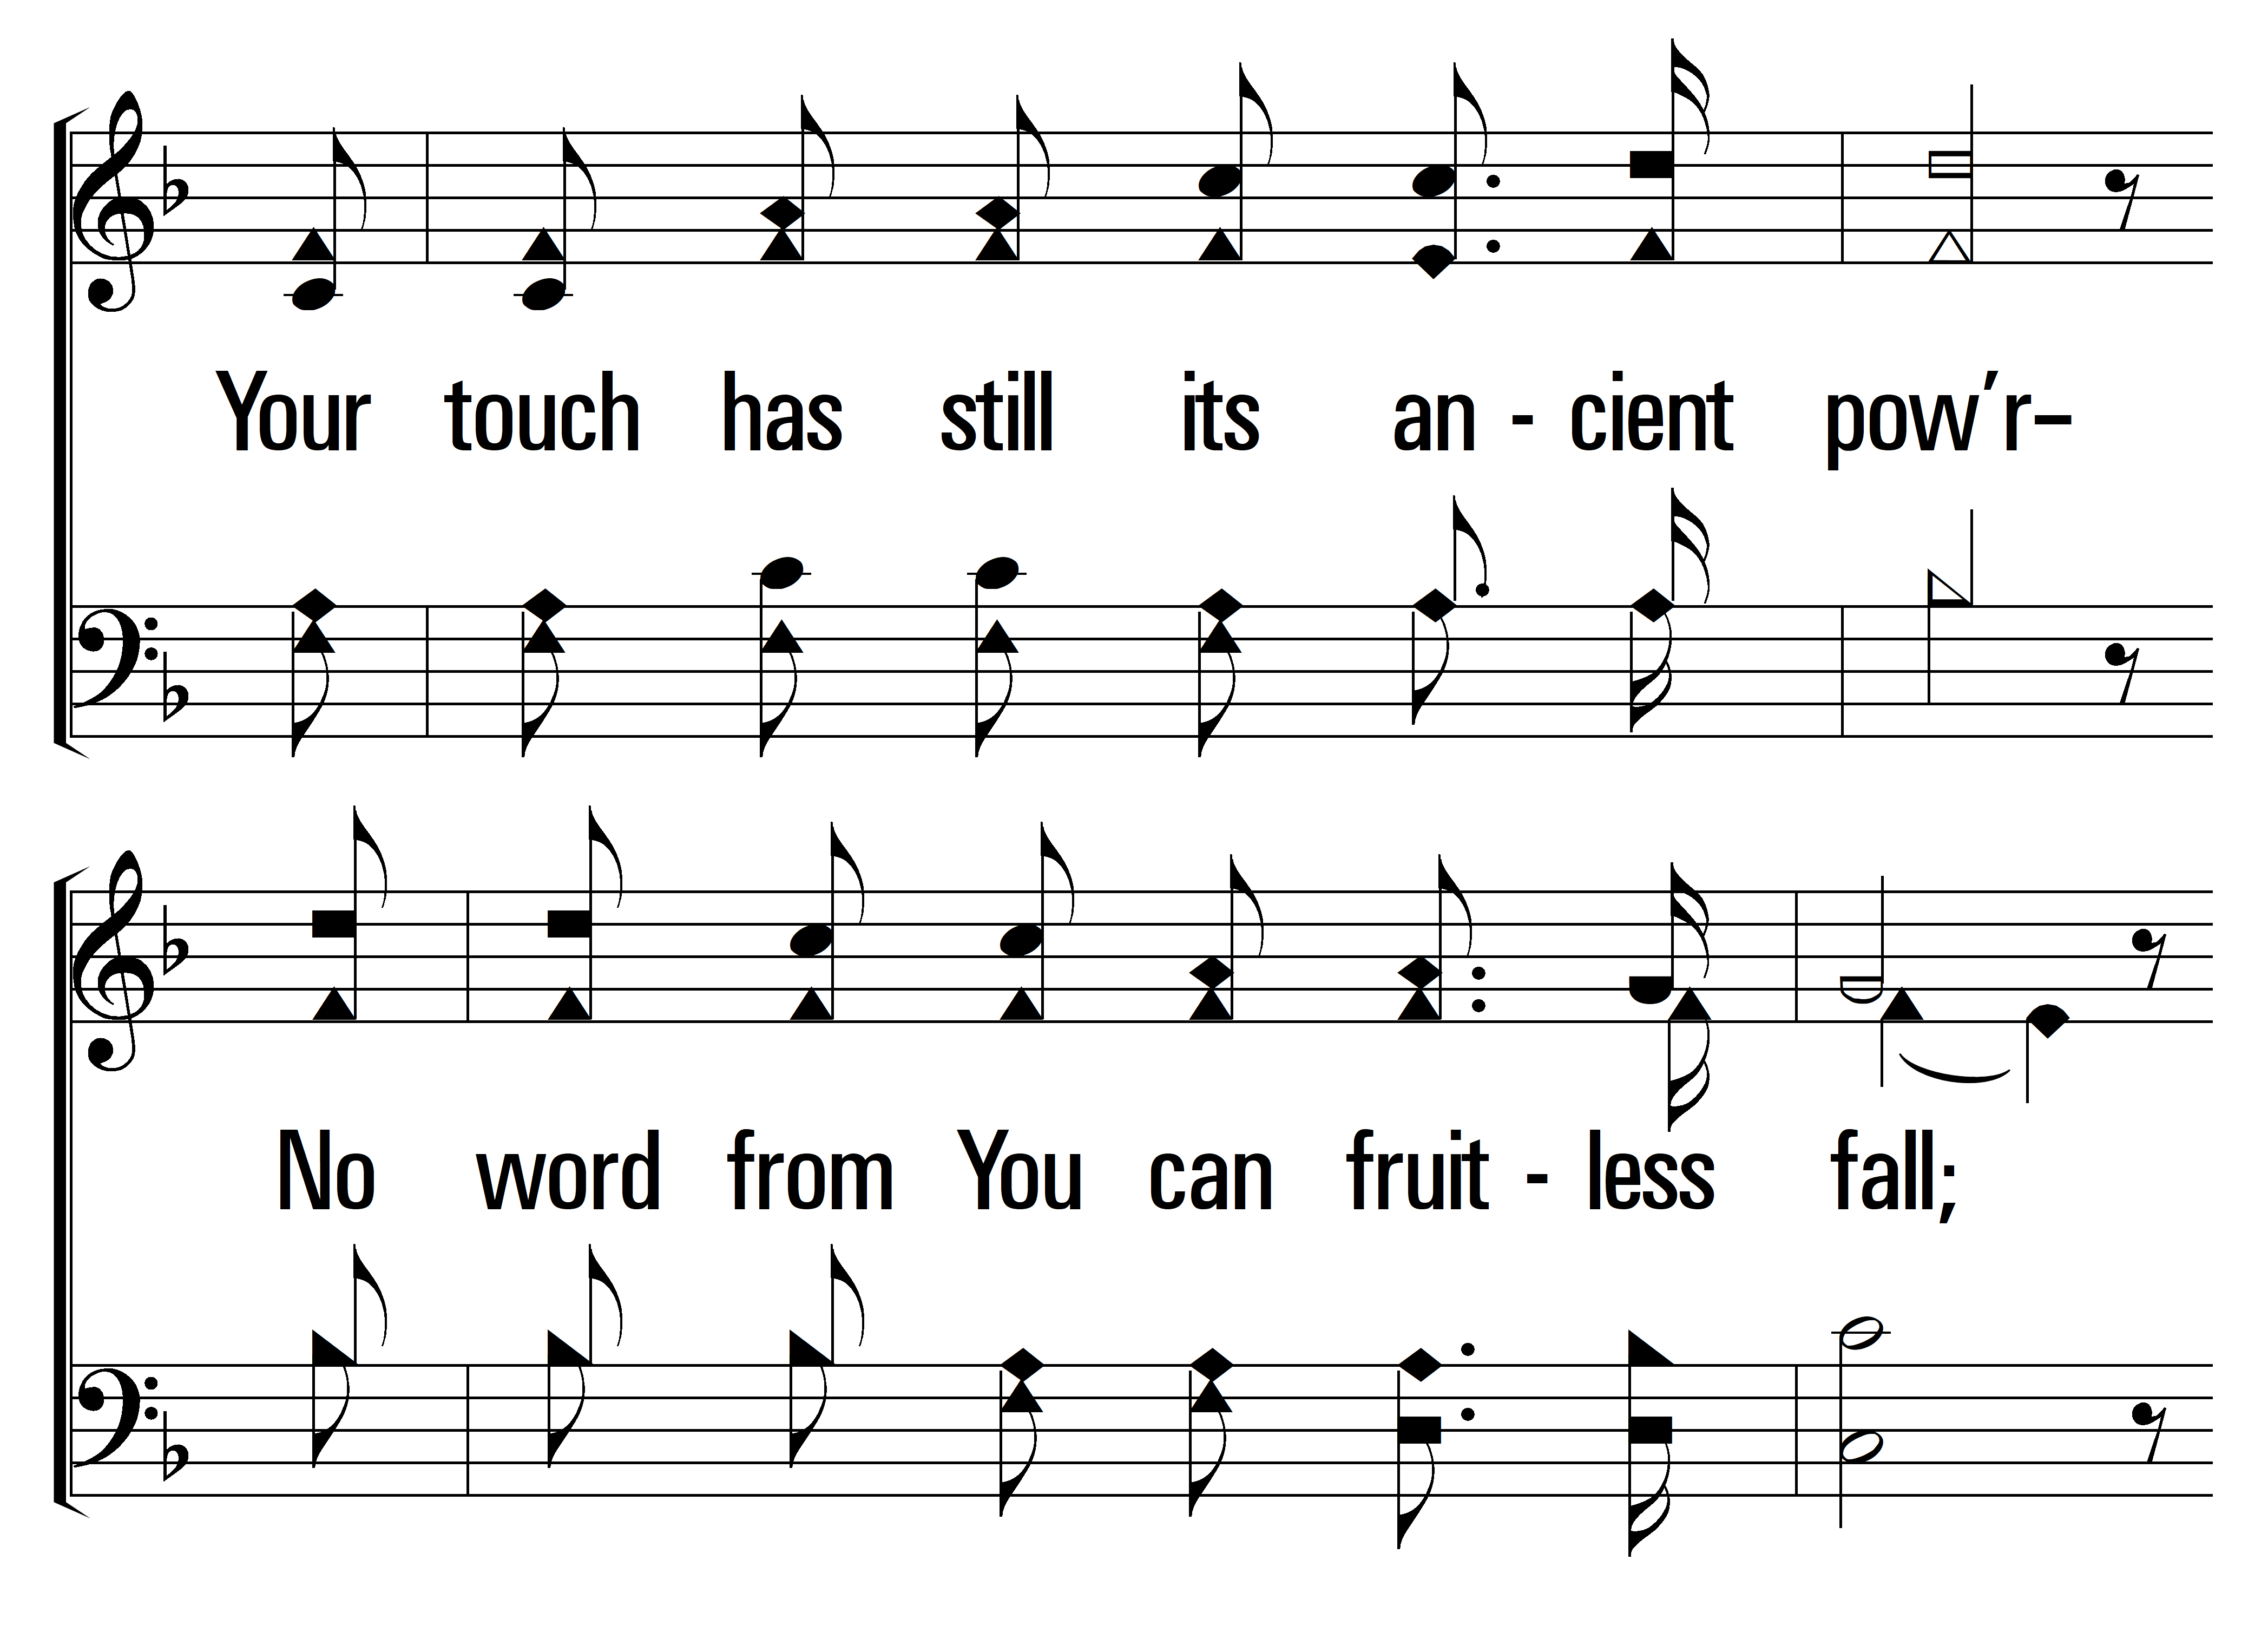 Your touch has still its an - cient pow'r–
No word from You can fruit - less fall;